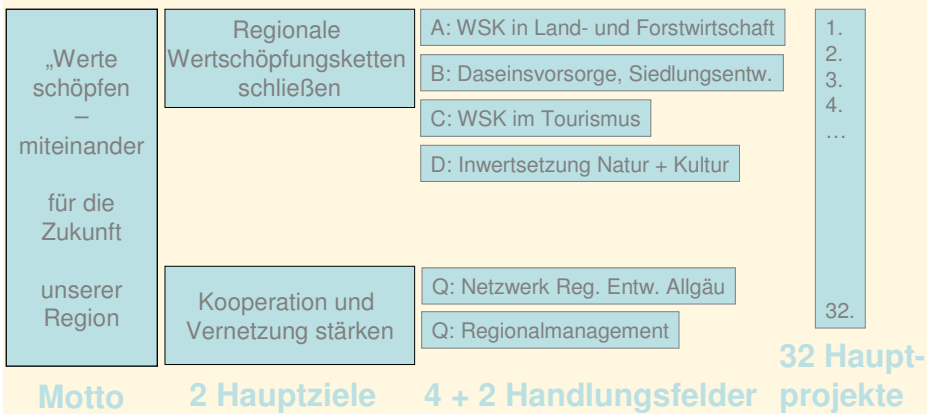 „Werte
schöpfen
–
miteinander
für die
Zukunft
unserer
Region
Motto
Regionale
Wertschöpfungsketten
schließen
Kooperation und
Vernetzung stärken
2 Hauptziele
A: WSK in Land- und Forstwirtschaft
B: Daseinsvorsorge, Siedlungsentw.
C: WSK im Tourismus
D: Inwertsetzung Natur + Kultur
Q: Netzwerk Reg. Entw. Allgäu
Q: Regionalmanagement
4 + 2 Handlungsfelder
1.
2.
3.
4.
…
32.
32 Haupt-
projekte